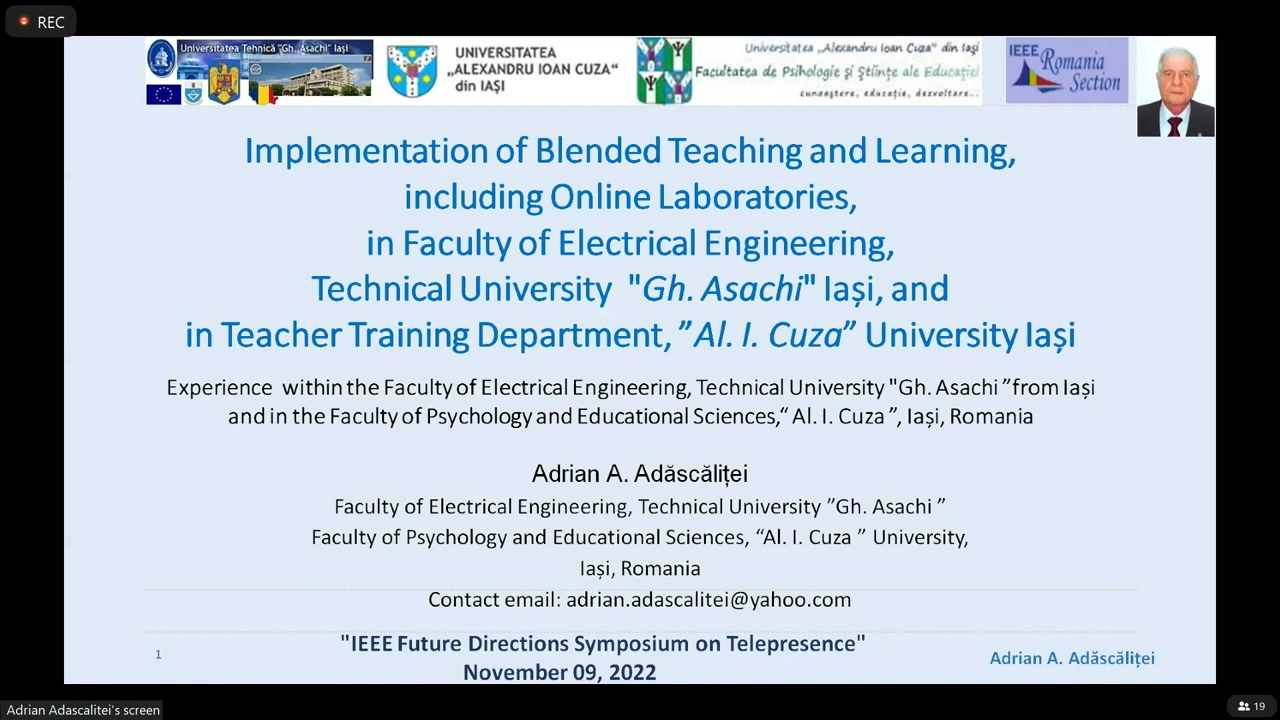 REC
Universitatea Tehnică "Gh. Asachi" Iași
UNIVERSITATEA
„ALEXANDRU IOAN CUZA”
din IAȘI
Universitatea „Alexandru Ioan Cuza” din Iași
Facultatea de Psihologie și Științe ale Educației
cunoaștere, educație, dezvoltare...
IEEE
Romania
Section
Implementation of Blended Teaching and Learning,
including Online Laboratories,
in Faculty of Electrical Engineering,
Technical University "Gh. Asachi" Iași, and
in Teacher Training Department, ”Al. I. Cuza” University Iași
Experience within the Faculty of Electrical Engineering, Technical University "Gh. Asachi ”from Iași
and in the Faculty of Psychology and Educational Sciences,“ Al. I. Cuza ”, Iași, Romania
Adrian A. Adăscăliței
Faculty of Electrical Engineering, Technical University ”Gh. Asachi ”
Faculty of Psychology and Educational Sciences, “Al. I. Cuza ” University,
Iași, Romania
Contact email: adrian.adascalitei@yahoo.com
"IEEE Future Directions Symposium on Telepresence"
November 09, 2022
1
Adrian A. Adăscăliței
Adrian Adascalitei's screen
19